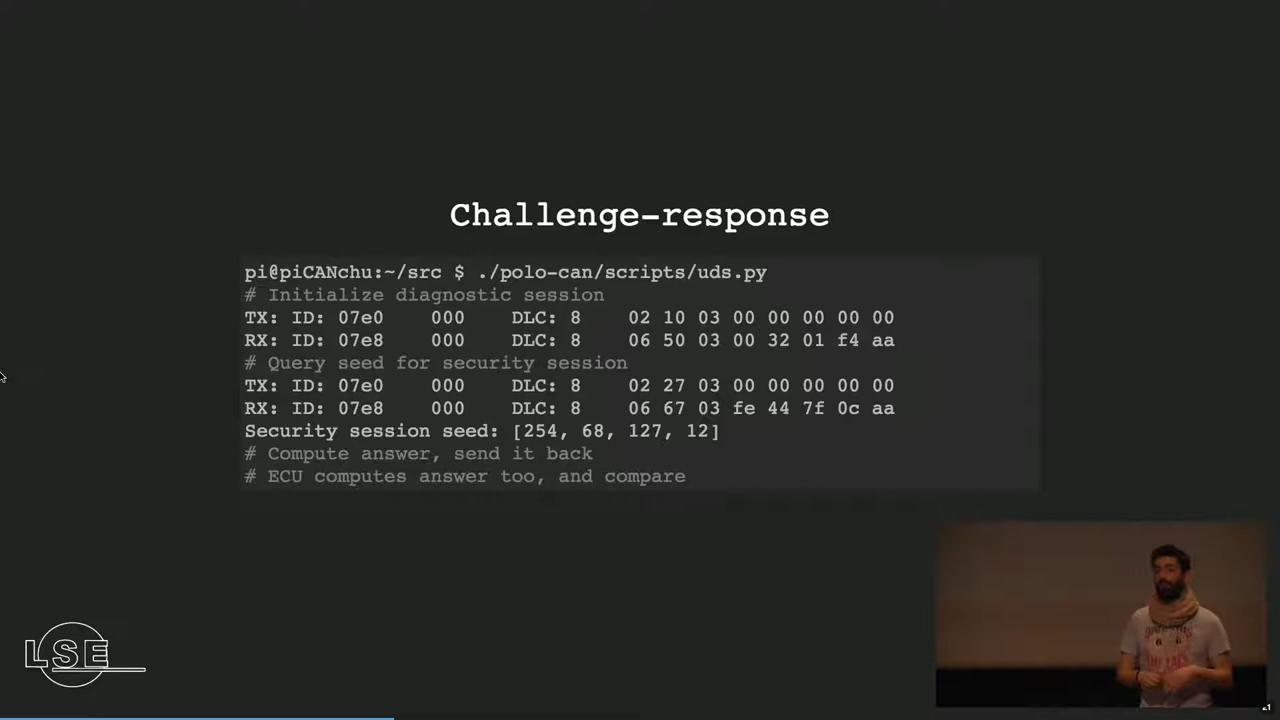 Challenge-response
pi@piCANchu:~/src $ ./polo-can/scripts/uds.py
# Initialize diagnostic session
TX: ID: 07e0    000    DLC: 8    02 10 03 00 00 00 00 00
RX: ID: 07e8    000    DLC: 8    06 50 03 00 32 01 f4 aa
# Query seed for security session
TX: ID: 07e0    000    DLC: 8    02 27 03 00 00 00 00 00
RX: ID: 07e8    000    DLC: 8    06 67 03 fe 44 7f 0c aa
Security session seed: [254, 68, 127, 12]
# Compute answer, send it back
# ECU computes answer too, and compare
LSE
21